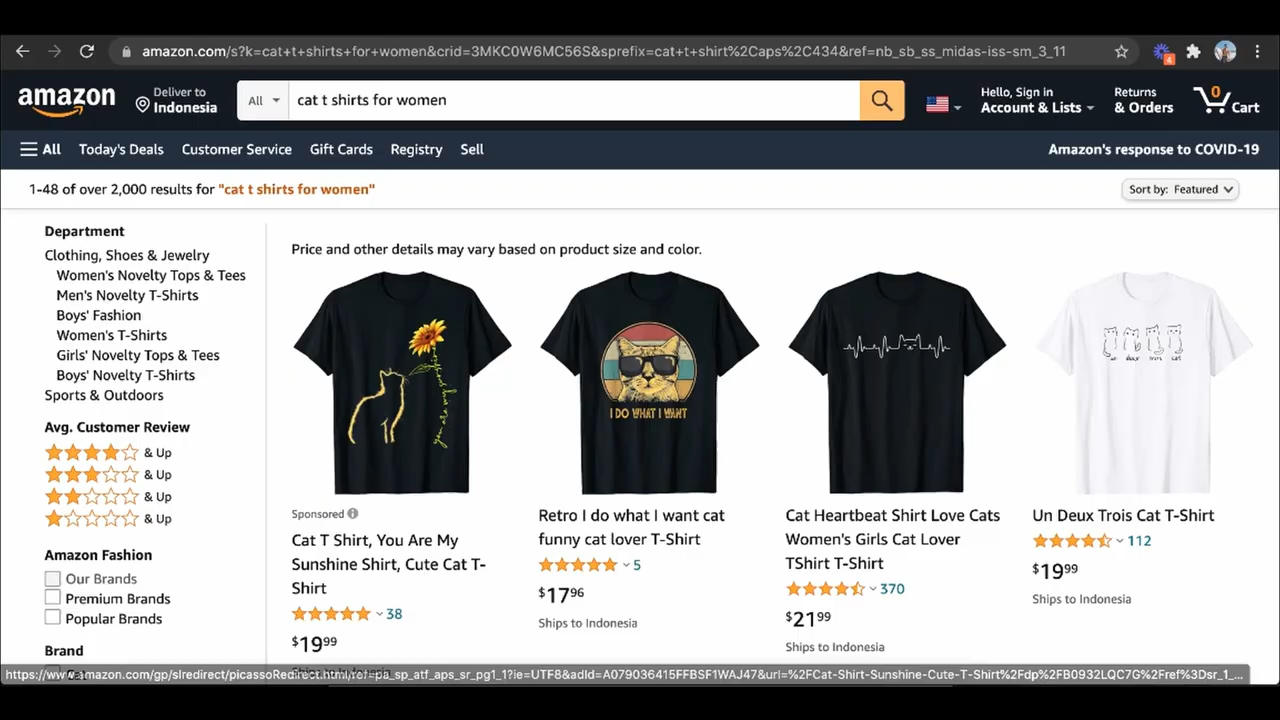 amazon.com/s?k=cat+t+shirts+for+women&crid=3MKC0W6MC56S&sprefix=cat+t+shirt%2Caps%2C434&ref=nb_sb_ss_midas-iss-sm_3_11
4
amazon
Deliver to
Indonesia
All
cat t shirts for women
Hello, Sign in
Account & Lists
Returns
& Orders
0
Cart
All
Today's Deals
Customer Service
Gift Cards
Registry
Sell
Amazon's response to COVID-19
1-48 of over 2,000 results for "cat t shirts for women"
Sort by: Featured
Department
Clothing, Shoes & Jewelry
Women's Novelty Tops & Tees
Men's Novelty T-Shirts
Boys' Fashion
Women's T-Shirts
Girls' Novelty Tops & Tees
Boys' Novelty T-Shirts
Sports & Outdoors
Avg. Customer Review
& Up
& Up
& Up
& Up
Amazon Fashion
Our Brands
Premium Brands
Popular Brands
Brand
Price and other details may vary based on product size and color.
Sponsored
Cat T Shirt, You Are My
Sunshine Shirt, Cute Cat T-
Shirt
38
$19.99
Ships to Indonesia
I DO WHAT I WANT
Retro I do what I want cat
funny cat lover T-Shirt
5
$17.96
Ships to Indonesia
Cat Heartbeat Shirt Love Cats
Women's Girls Cat Lover
TShirt T-Shirt
370
$21.99
Ships to Indonesia
un deux trois cat
Un Deux Trois Cat T-Shirt
112
$19.99
Ships to Indonesia